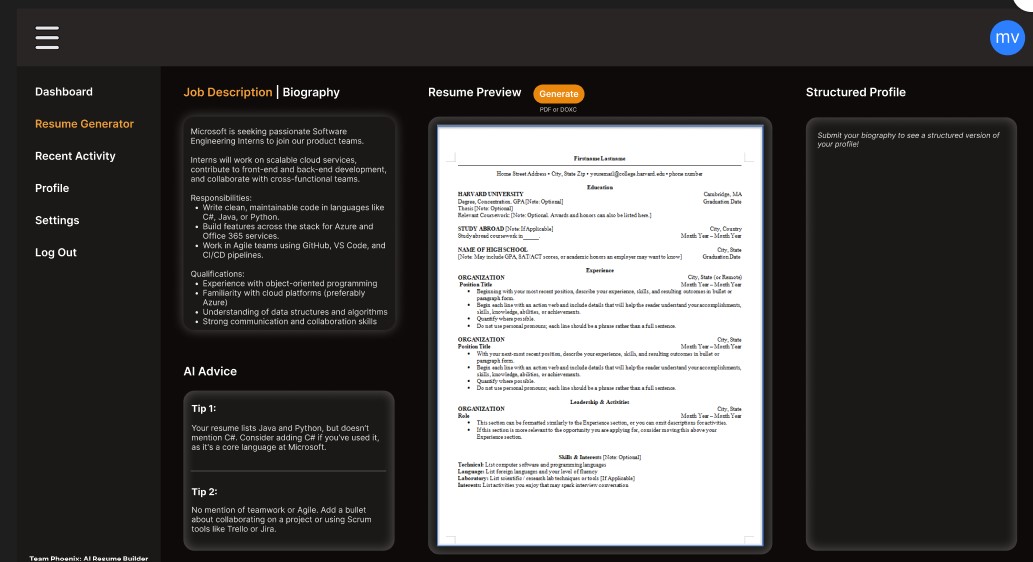 mv
Dashboard
Resume Generator
Recent Activity
Profile
Settings
Log Out
Team Phoenix: AI Resume Builder
Job Description | Biography
Microsoft is seeking passionate Software
Engineering Interns to join our product teams.
Interns will work on scalable cloud services,
contribute to front-end and back-end development,
and collaborate with cross-functional teams.
Responsibilities:
• Write clean, maintainable code in languages like
C#, Java, or Python.
• Build features across the stack for Azure and
Office 365 services.
• Work in Agile teams using GitHub, VS Code, and
CI/CD pipelines.
Qualifications:
• Experience with object-oriented programming
• Familiarity with cloud platforms (preferably
Azure)
• Understanding of data structures and algorithms
• Strong communication and collaboration skills
AI Advice
Tip 1:
Your resume lists Java and Python, but doesn't
mention C#. Consider adding C# if you've used it,
as it's a core language at Microsoft.
Tip 2:
No mention of teamwork or Agile. Add a bullet
about collaborating on a project or using Scrum
tools like Trello or Jira.
Resume Preview
Generate
PDF or DOXC
Firstname Lastname
Home Street Address • City, State Zip • youremail@college.harvard.edu • phone number
Education
HARVARD UNIVERSITY Cambridge, MA
Degree, Concentration, GPA [Note: Optional] Graduation Date
Thesis [Note: Optional]
Relevant Coursework: [Note: Optional. Awards and honors can also be listed here.]
STUDY ABROAD [Note: If Applicable] City, Country
Study abroad coursework in_____. Month Year – Month Year
NAME OF HIGH SCHOOL City, State
[Note: May include GPA, SAT/ACT scores, or academic honors an employer may want to know] Graduation Date
Experience
ORGANIZATION City, State (or Remote)
Position Title Month Year – Month Year
• Beginning with your most recent position, describe your experience, skills, and resulting outcomes in bullet or
paragraph form.
• Begin each line with an action verb and include details that will help the reader understand your accomplishments,
skills, knowledge, abilities, or achievements.
• Quantify where possible.
• Do not use personal pronouns; each line should be a phrase rather than a full sentence.
ORGANIZATION City, State
Position Title Month Year – Month Year
• With your next-most recent position, describe your experience, skills, and resulting outcomes in bullet or
paragraph form.
• Begin each line with an action verb and include details that will help the reader understand your accomplishments,
skills, knowledge, abilities, or achievements.
• Quantify where possible.
• Do not use personal pronouns; each line should be a phrase rather than a full sentence.
Leadership & Activities
ORGANIZATION City, State
Role Month Year – Month Year
• This section can be formatted similarly to the Experience section, or you can omit descriptions for activities.
• If this section is more relevant to the opportunity you are applying for, consider moving this above your
Experience section.
Skills & Interests [Note: Optional]
Technical: List computer software and programming languages
Language: List foreign languages and your level of fluency
Laboratory: List scientific / research lab techniques or tools [If Applicable]
Interests: List activities you enjoy that may spark interview conversation
Structured Profile
Submit your biography to see a structured version of
your profile!